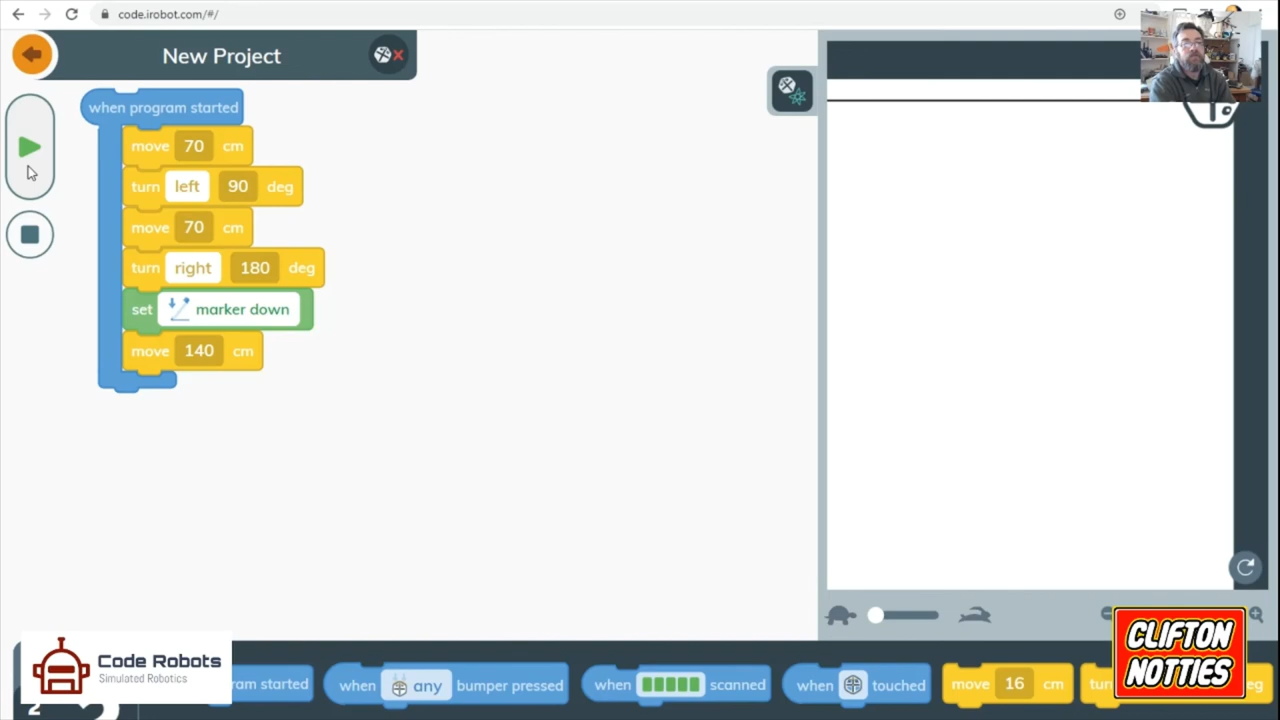 code.irobot.com/#/
New Project
when program started
move 70 cm
turn left 90 deg
move 70 cm
turn right 180 deg
set marker down
move 140 cm
CLIFTON
NOTTIES
Code Robots
Simulated Robotics
started
when any bumper pressed
when scanned
when touched
move 16 cm
2